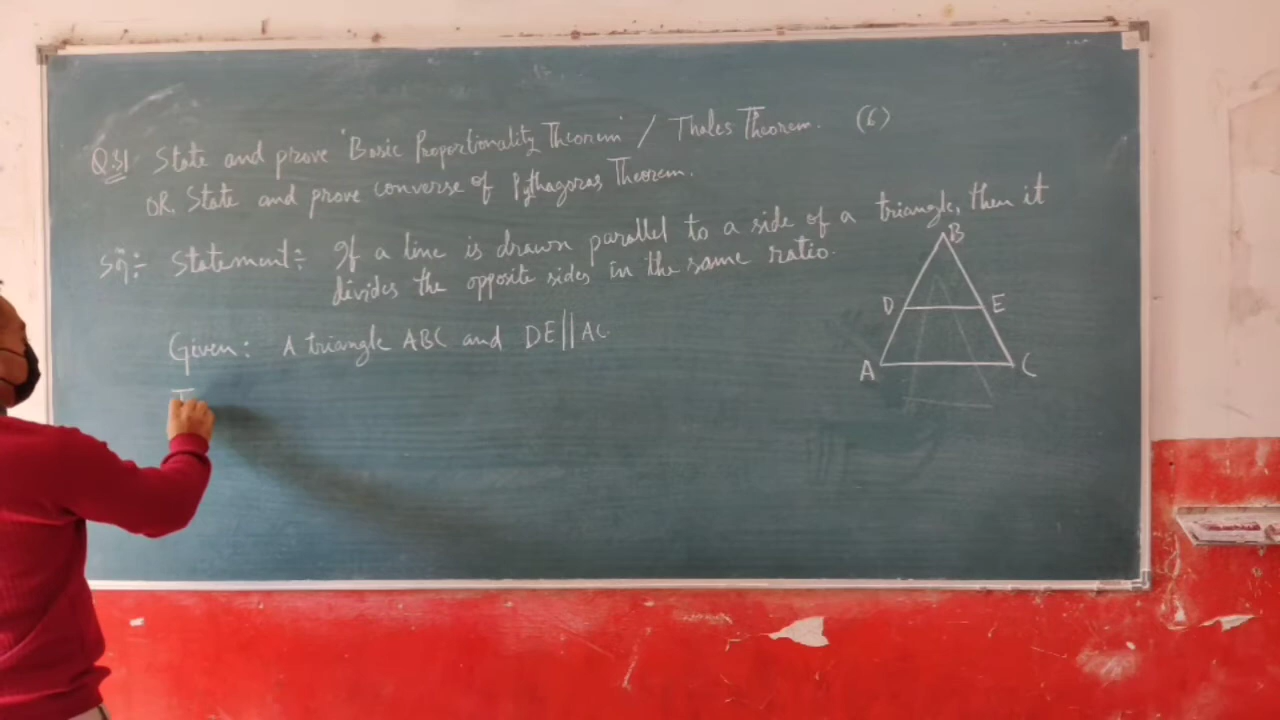 Q.31 State and prove "Basic Proportionality Theorem" / Thales Theorem. (6)
OR. State and prove converse of Pythagoras Theorem.
Sol:- Statement:- If a line is drawn parallel to a side of a triangle, then it
divides the opposite sides in the same ratio.
B
D E
Given: A triangle ABC and DE||AC.
A C
T